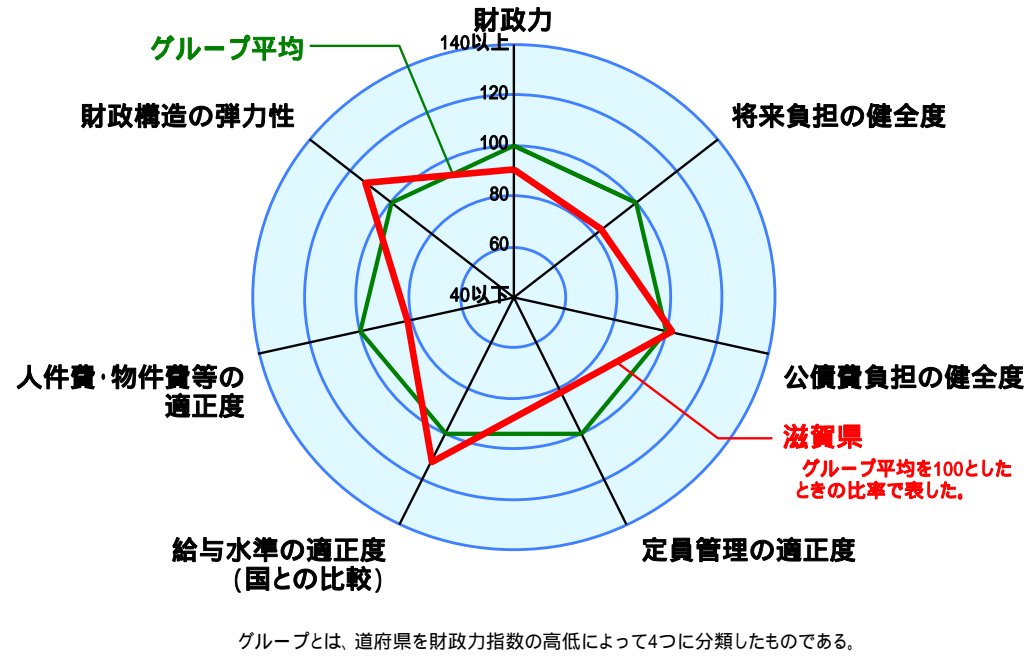 財政力
140以上
グループ平均
120
財政構造の弾力性
将来負担の健全度
100
80
60
40以下
人件費・物件費等の
適正度
公債費負担の健全度
滋賀県
グループ平均を100とした
ときの比率で表した。
給与水準の適正度
(国との比較)
定員管理の適正度
グループとは、道府県を財政力指数の高低によって4つに分類したものである。